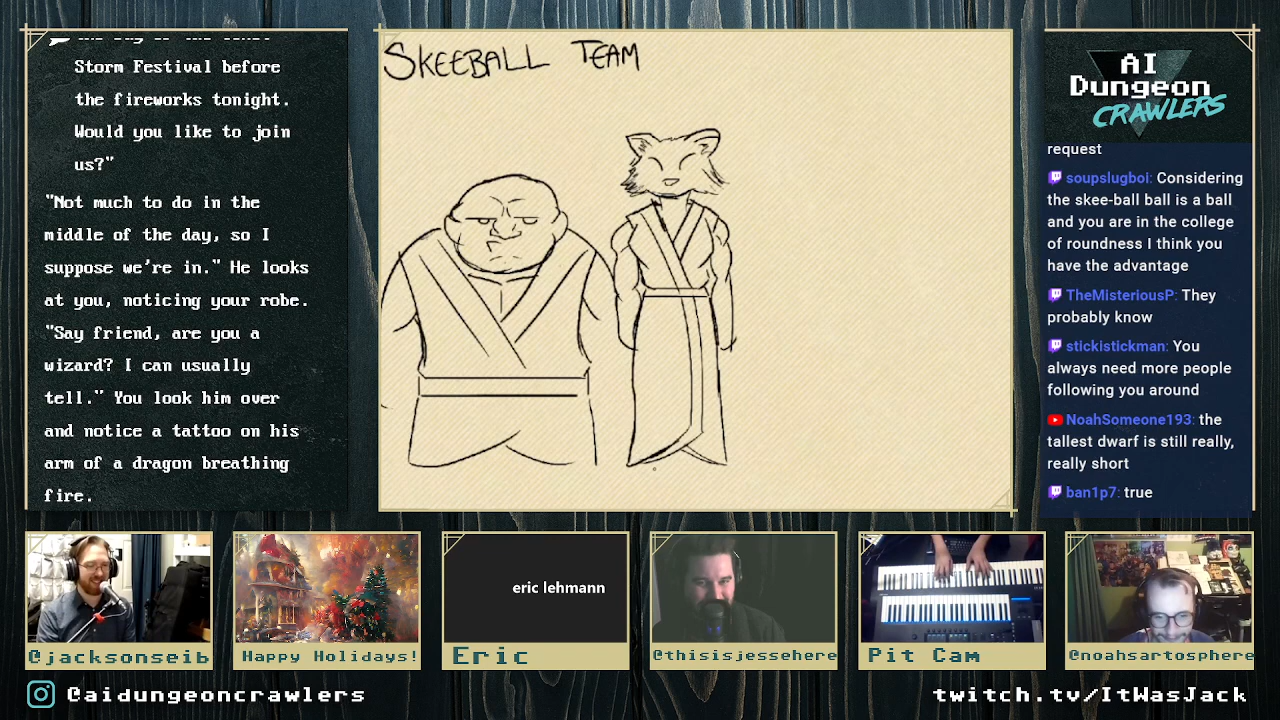 Storm Festival before
the fireworks tonight.
Would you like to join
us?"
"Not much to do in the
middle of the day, so I
suppose we're in." He looks
at you, noticing your robe.
"Say friend, are you a
wizard? I can usually
tell." You look him over
and notice a tattoo on his
arm of a dragon breathing
fire.
SKEEBALL TEAM
AI
Dungeon
CRAWLERS
request
soupslugboi: Considering
the skee-ball ball is a ball
and you are in the college
of roundness I think you
have the advantage
TheMisteriousP: They
probably know
stickistickman: You
always need more people
following you around
NoahSomeone193: the
tallest dwarf is still really,
really short
ban1p7: true
eric lehmann
@jacksonseib
Happy Holidays!
Eric
@thisisjessehere
Pit Cam
@noahsartosphere
@aidungeoncrawlers
twitch.tv/ItWasJack